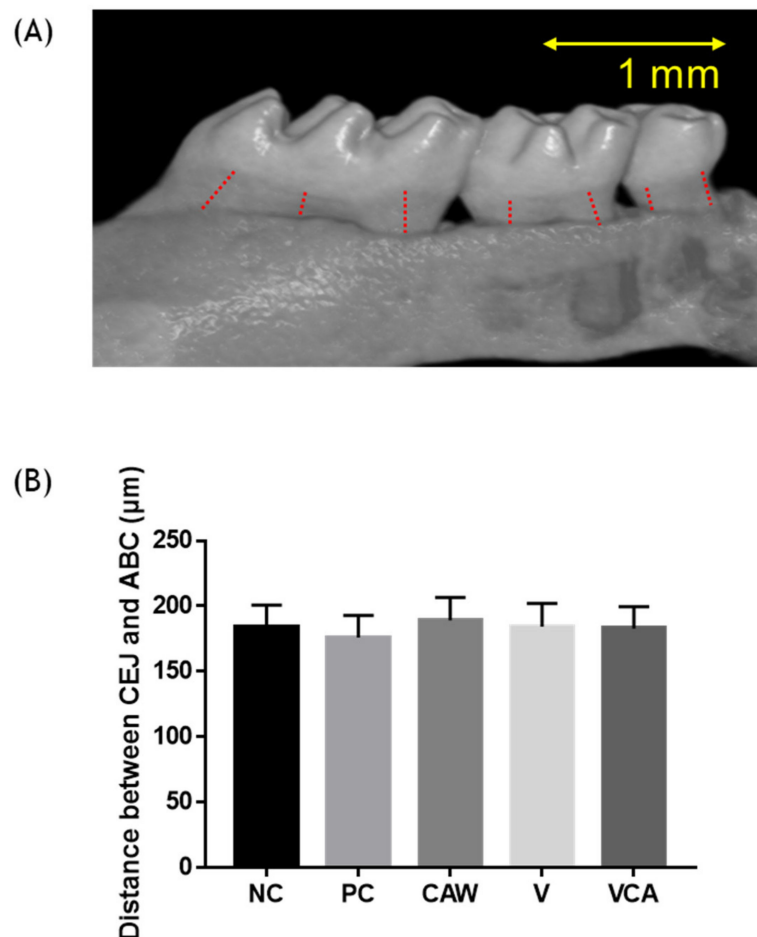 (A)
1 mm
(B)
Distance between CEJ and ABC (µm)
250
200
150
100
50
0
NC PC CAW V VCA